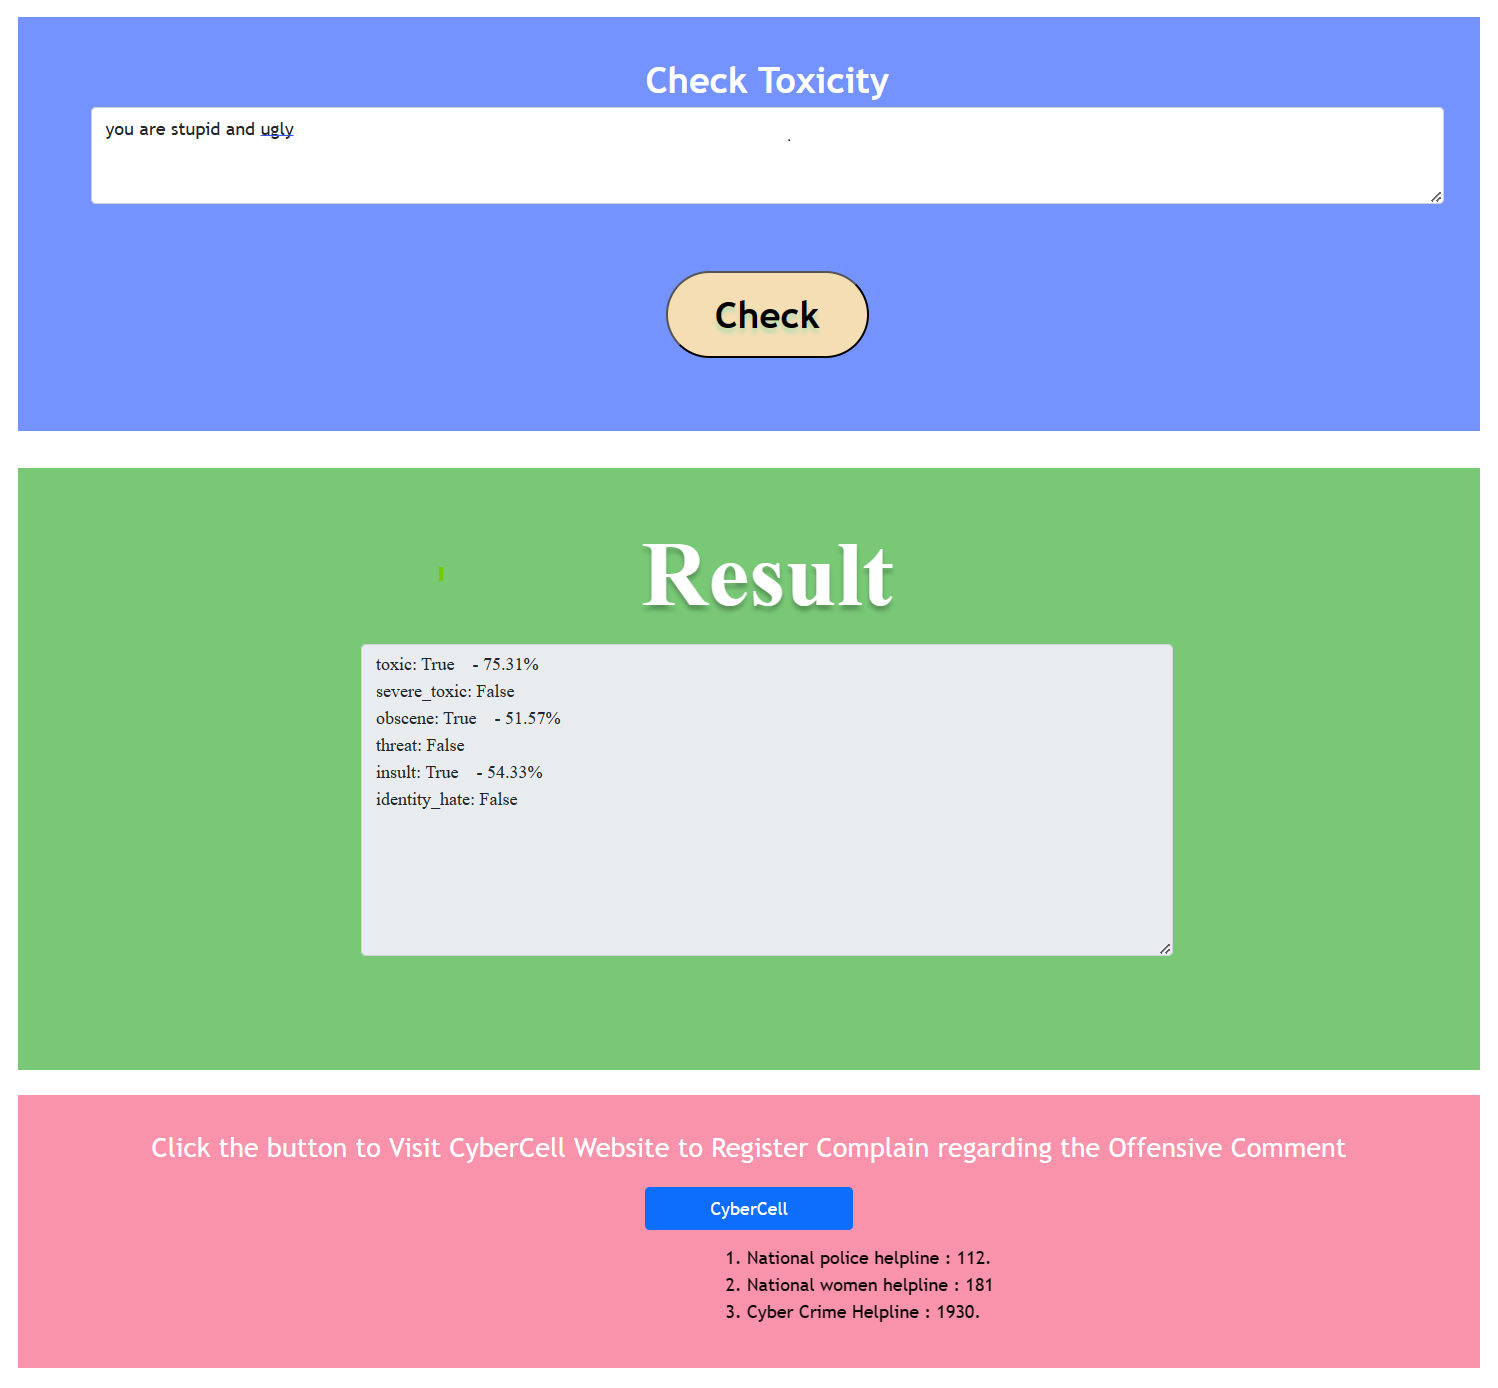 Check Toxicity
you are stupid and ugly
Check
Result
toxic: True - 75.31%
severe_toxic: False
obscene: True - 51.57%
threat: False
insult: True - 54.33%
identity_hate: False
Click the button to Visit CyberCell Website to Register Complain regarding the Offensive Comment
CyberCell
1. National police helpline : 112.
2. National women helpline : 181
3. Cyber Crime Helpline : 1930.